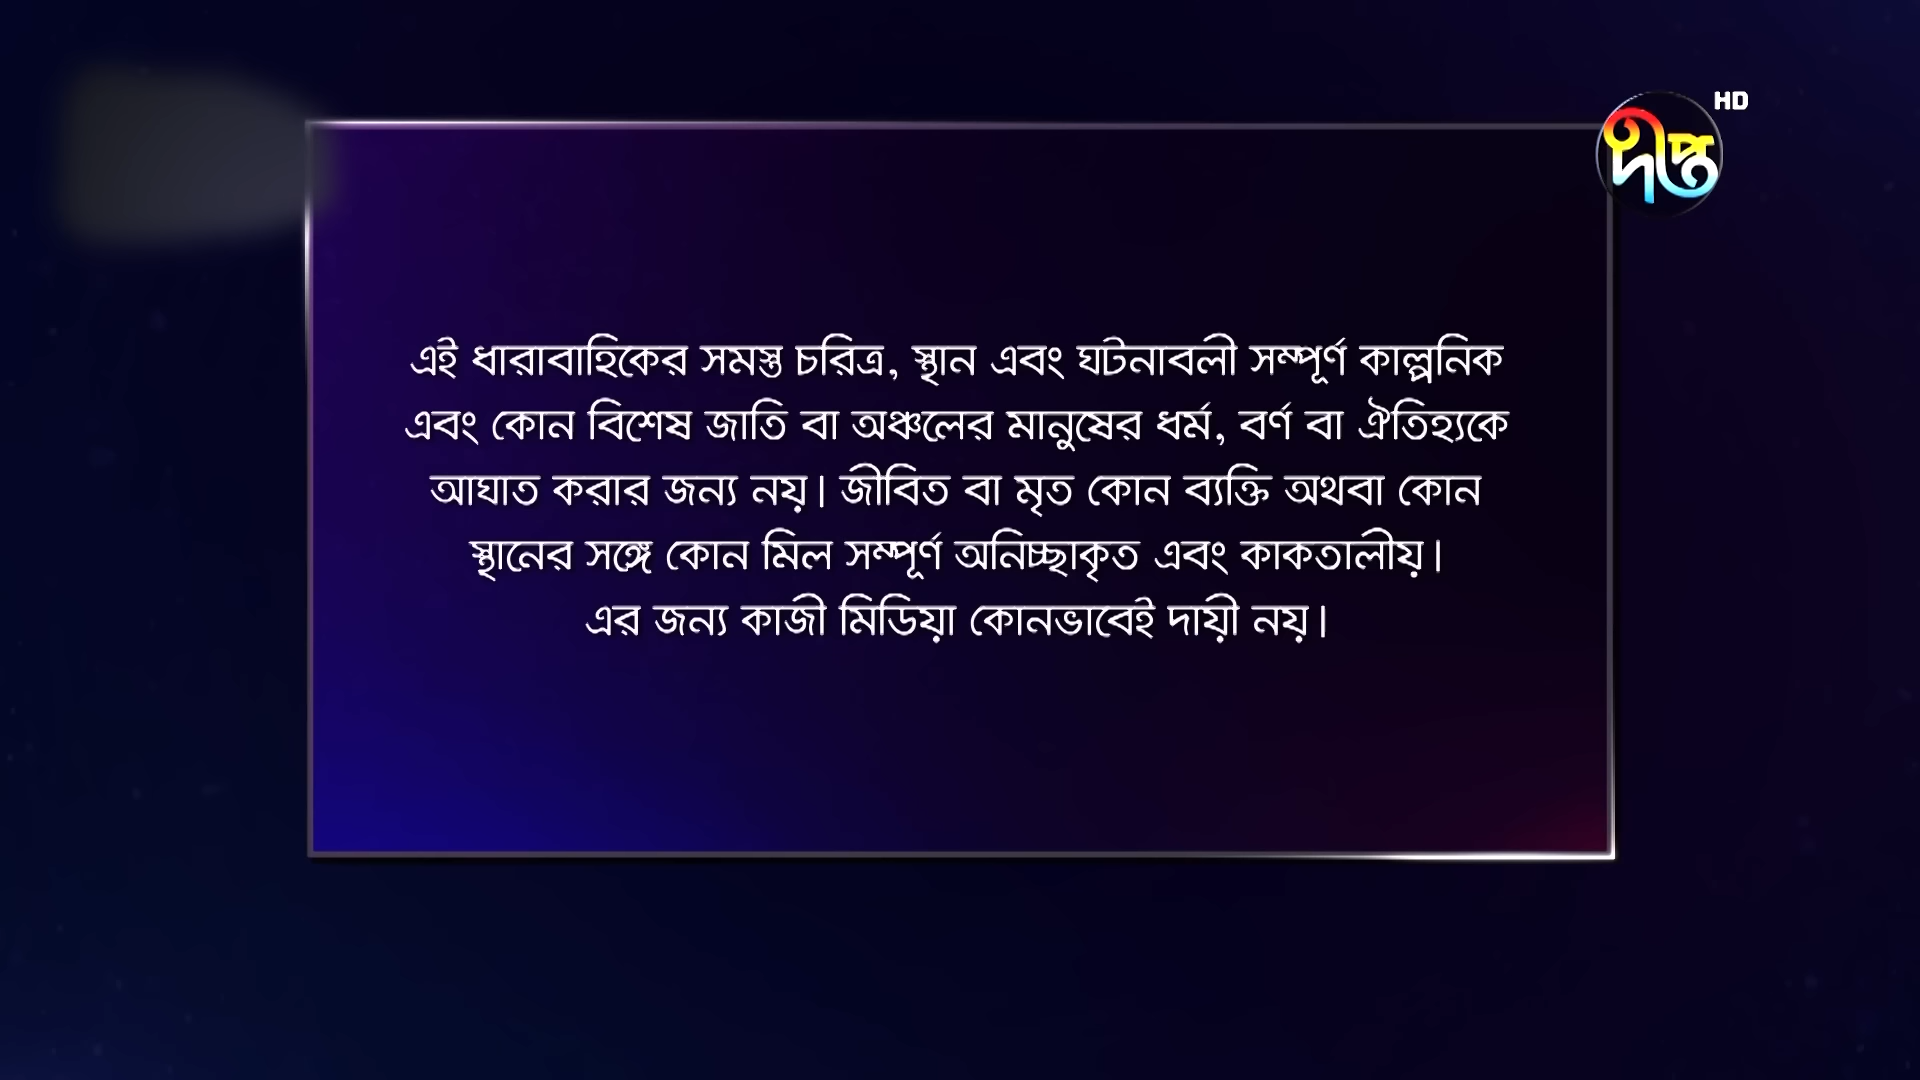 HD
দীপ্ত
এই ধারাবাহিকের সমস্ত চরিত্র, স্থান এবং ঘটনাবলী সম্পূর্ণ কাল্পনিক
এবং কোন বিশেষ জাতি বা অঞ্চলের মানুষের ধর্ম, বর্ণ বা ঐতিহ্যকে
আঘাত করার জন্য নয়। জীবিত বা মৃত কোন ব্যক্তি অথবা কোন
স্থানের সঙ্গে কোন মিল সম্পূর্ণ অনিচ্ছাকৃত এবং কাকতালীয়।
এর জন্য কাজী মিডিয়া কোনভাবেই দায়ী নয়।